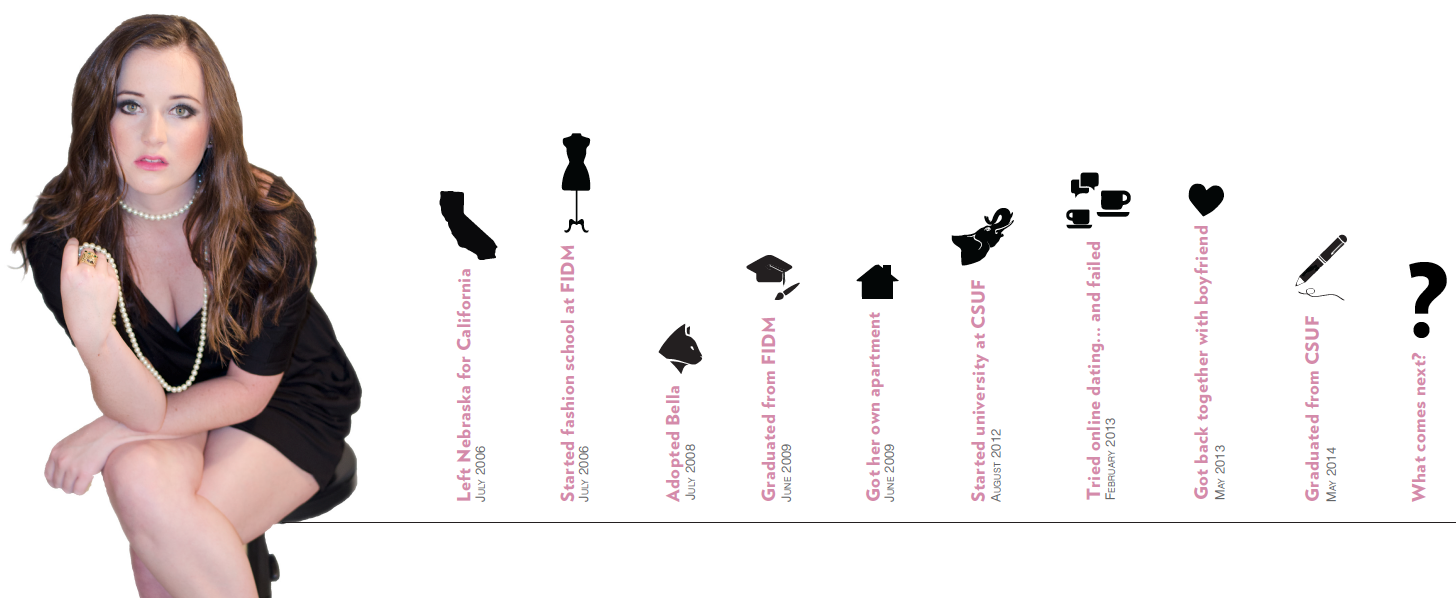 Left Nebraska for California
July 2006
Started fashion school at FIDM
July 2006
Adopted Bella
July 2008
Graduated from FIDM
June 2009
Got her own apartment
June 2009
Started university at CSUF
August 2012
Tried online dating... and failed
February 2013
Got back together with boyfriend
May 2013
Graduated from CSUF
May 2014
What comes next?
?